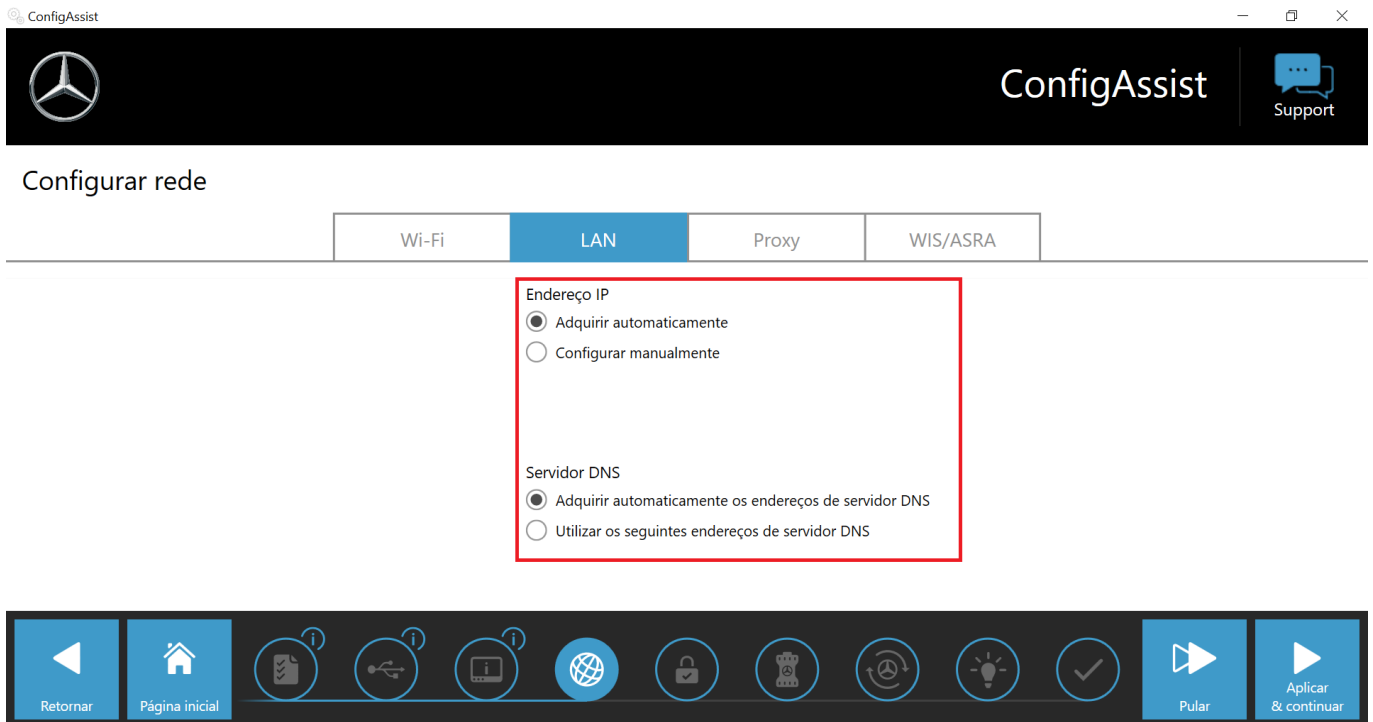 ConfigAssist
ConfigAssist
Support
Configurar rede
Wi-Fi
LAN
Proxy
WIS/ASRA
Endereço IP
Adquirir automaticamente
Configurar manualmente
Servidor DNS
Adquirir automaticamente os endereços de servidor DNS
Utilizar os seguintes endereços de servidor DNS
Retornar
Página inicial
Pular
Aplicar
& continuar